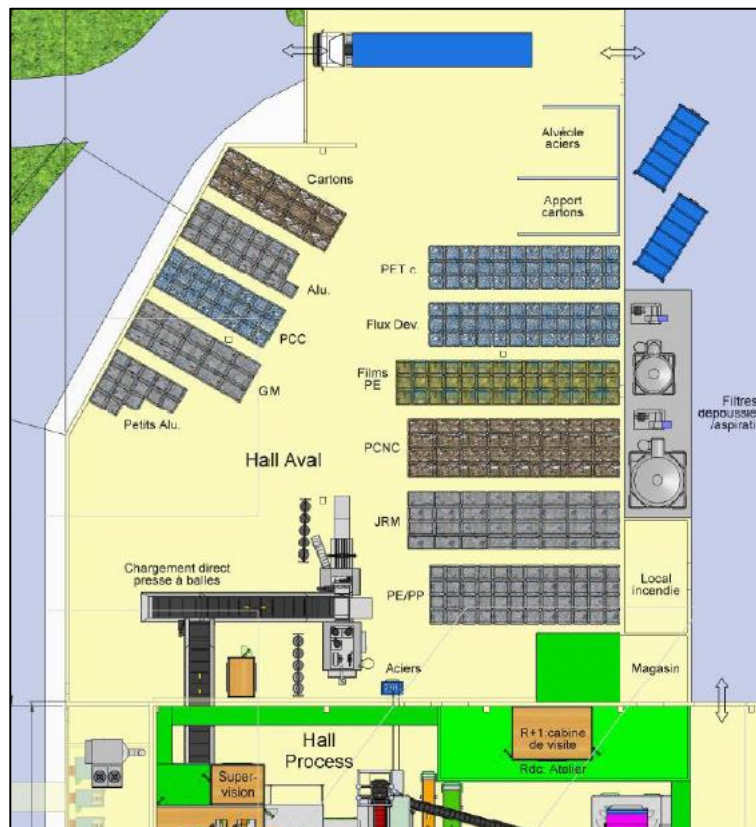 Alvéole
aciers
Cartons
Apport
cartons
PET c.
Alu.
Flux Dev.
PCC
Films
PE
GM
Filtres
dépoussie
/aspirati
Petits Alu.
PCNC
Hall Aval
JRM
Chargement direct
presse à balles
PE/PP
Local
incendie
Aciers
Magasin
R+1:cabine
de visite
Hall
Process
Rdc: Atelier
Super-
vision